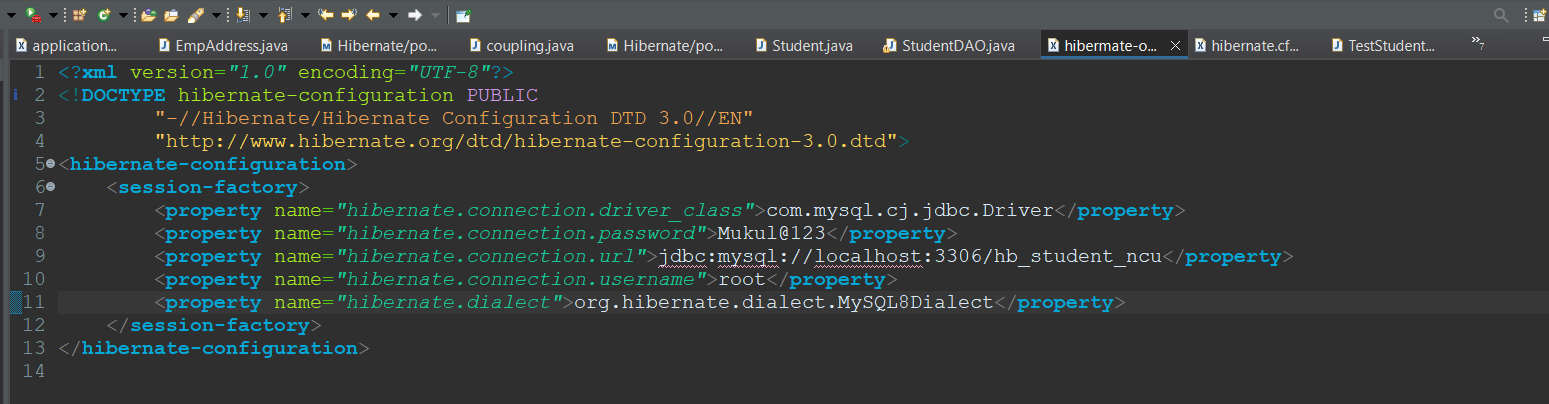 application... EmpAddress.java Hibernate/po... coupling.java Hibernate/po... Student.java StudentDAO.java hibermate-o... hibernate.cf... TestStudent... »7
1 <?xml version="1.0" encoding="UTF-8"?>
2 <!DOCTYPE hibernate-configuration PUBLIC
3         "-//Hibernate/Hibernate Configuration DTD 3.0//EN"
4         "http://www.hibernate.org/dtd/hibernate-configuration-3.0.dtd">
5 <hibernate-configuration>
6     <session-factory>
7         <property name="hibernate.connection.driver_class">com.mysql.cj.jdbc.Driver</property>
8         <property name="hibernate.connection.password">Mukul@123</property>
9         <property name="hibernate.connection.url">jdbc:mysql://localhost:3306/hb_student_ncu</property>
10         <property name="hibernate.connection.username">root</property>
11         <property name="hibernate.dialect">org.hibernate.dialect.MySQL8Dialect</property>
12     </session-factory>
13 </hibernate-configuration>
14